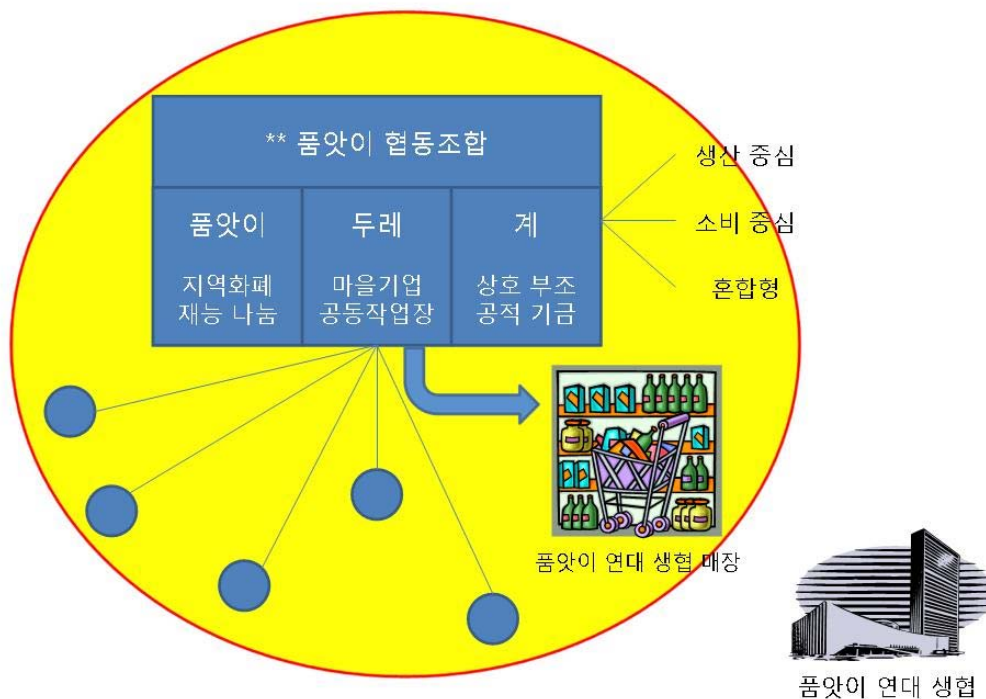 ** 품앗이 협동조합
품앗이
지역화폐
재능 나눔
두레
마을기업
공동작업장
계
상호 부조
공적 기금
생산 중심
소비 중심
혼합형
품앗이 연대 생협 매장
품앗이 연대 생협